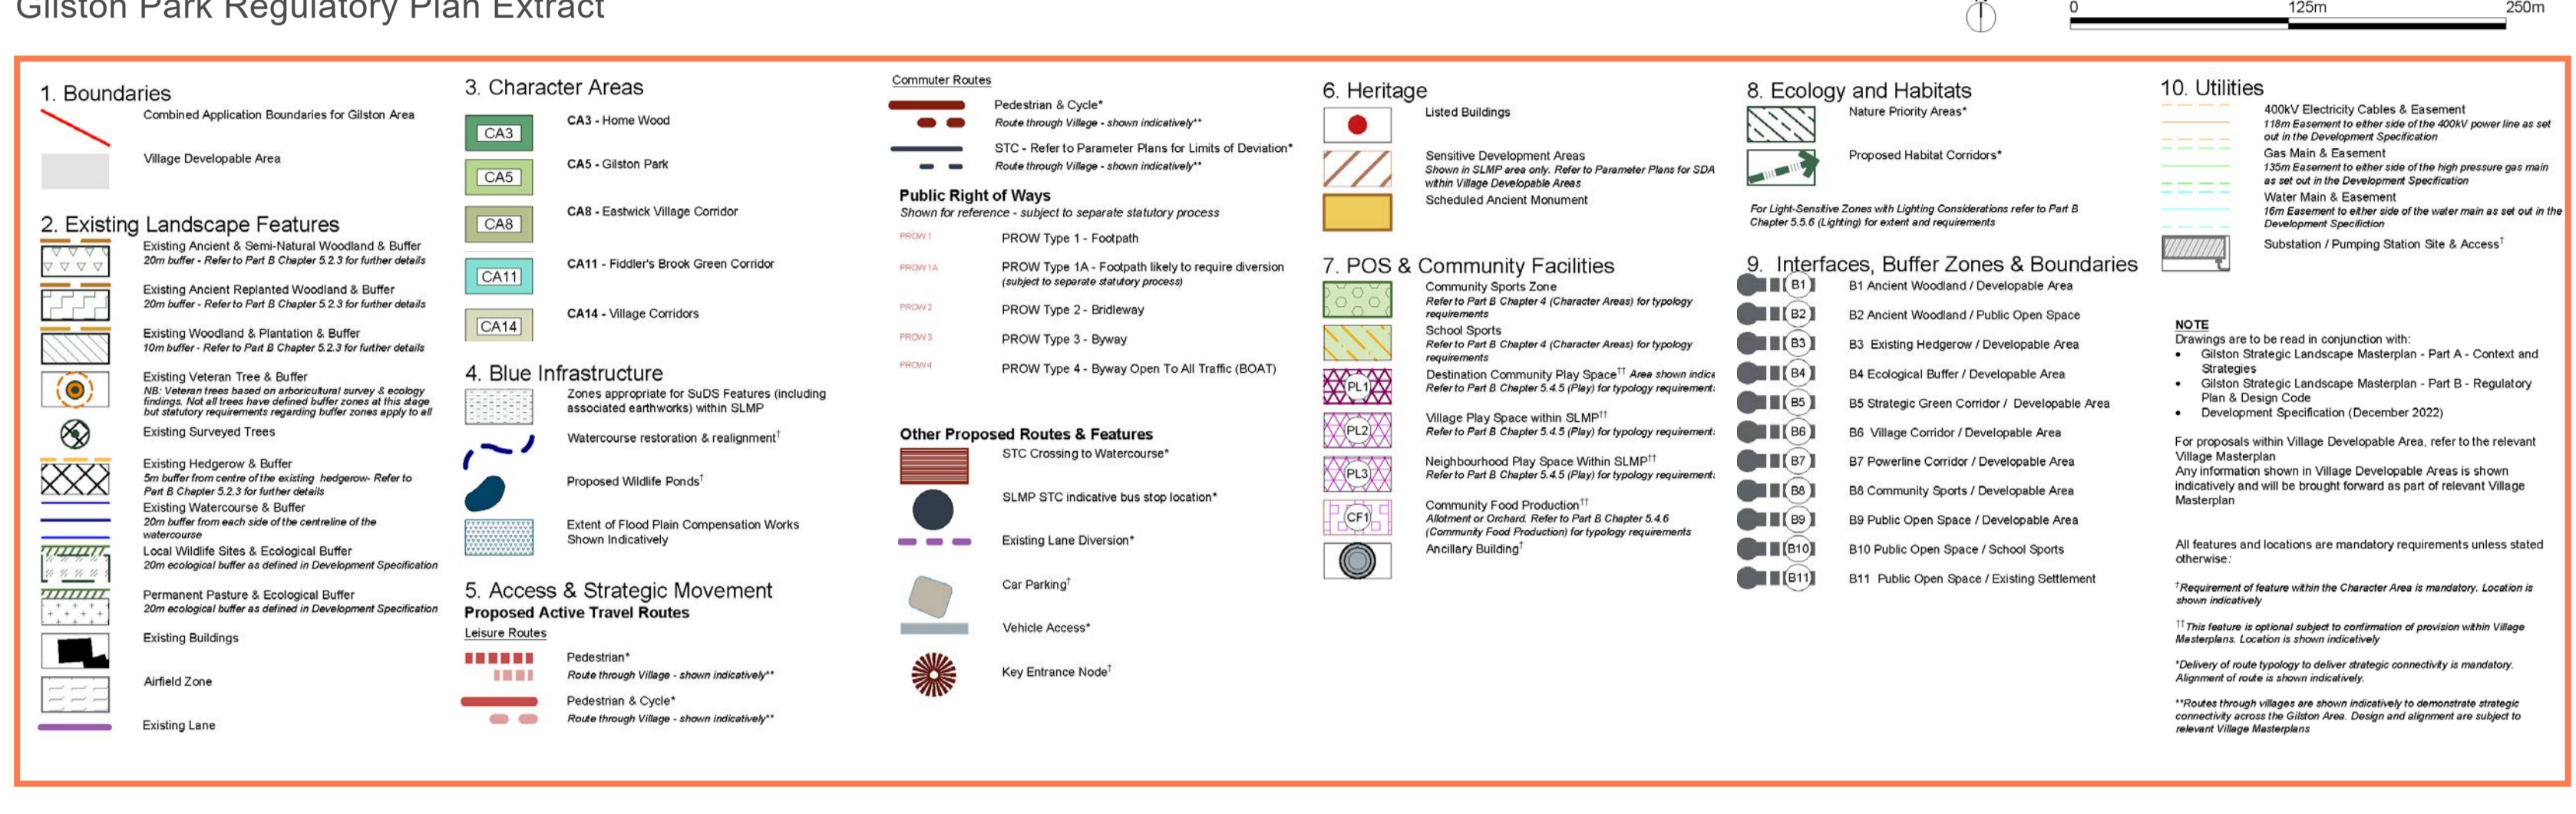 Gilston Park Regulatory Plan Extract
0
125m
250m
1. Boundaries
Combined Application Boundaries for Gilston Area
Village Developable Area
2. Existing Landscape Features
Existing Ancient & Semi-Natural Woodland & Buffer
20m buffer - Refer to Part B Chapter 5.2.3 for further details
Existing Ancient Replanted Woodland & Buffer
20m buffer - Refer to Part B Chapter 5.2.3 for further details
Existing Woodland & Plantation & Buffer
10m buffer - Refer to Part B Chapter 5.2.3 for further details
Existing Veteran Tree & Buffer
NB: Veteran trees based on arboricultural survey & ecology
findings. Not all trees have defined buffer zones at this stage
but statutory requirements regarding buffer zones apply to all
Existing Surveyed Trees
Existing Hedgerow & Buffer
5m buffer from centre of the existing hedgerow- Refer to
Part B Chapter 5.2.3 for further details
Existing Watercourse & Buffer
20m buffer from each side of the centreline of the
watercourse
Local Wildlife Sites & Ecological Buffer
20m ecological buffer as defined in Development Specification
Permanent Pasture & Ecological Buffer
20m ecological buffer as defined in Development Specification
Existing Buildings
Airfield Zone
Existing Lane
3. Character Areas
CA3
CA3 - Home Wood
CA5
CA5 - Gilston Park
CA8
CA8 - Eastwick Village Corridor
CA11
CA11 - Fiddler's Brook Green Corridor
CA14
CA14 - Village Corridors
4. Blue Infrastructure
Zones appropriate for SuDS Features (including
associated earthworks) within SLMP
Watercourse restoration & realignment†
Proposed Wildlife Ponds†
Extent of Flood Plain Compensation Works
Shown Indicatively
5. Access & Strategic Movement
Proposed Active Travel Routes
Leisure Routes
Pedestrian*
Route through Village - shown indicatively**
Pedestrian & Cycle*
Route through Village - shown indicatively**
Commuter Routes
Pedestrian & Cycle*
Route through Village - shown indicatively**
STC - Refer to Parameter Plans for Limits of Deviation*
Route through Village - shown indicatively**
Public Right of Ways
Shown for reference - subject to separate statutory process
PROW 1
PROW Type 1 - Footpath
PROW 1A
PROW Type 1A - Footpath likely to require diversion
(subject to separate statutory process)
PROW 2
PROW Type 2 - Bridleway
PROW 3
PROW Type 3 - Byway
PROW 4
PROW Type 4 - Byway Open To All Traffic (BOAT)
Other Proposed Routes & Features
STC Crossing to Watercourse*
SLMP STC indicative bus stop location*
Existing Lane Diversion*
Car Parking†
Vehicle Access*
Key Entrance Node†
6. Heritage
Listed Buildings
Sensitive Development Areas
Shown in SLMP area only. Refer to Parameter Plans for SDA
within Village Developable Areas
Scheduled Ancient Monument
7. POS & Community Facilities
Community Sports Zone
Refer to Part B Chapter 4 (Character Areas) for typology
requirements
School Sports
Refer to Part B Chapter 4 (Character Areas) for typology
requirements
PL1
Destination Community Play Space†† Area shown indica
Refer to Part B Chapter 5.4.5 (Play) for typology requirement
PL2
Village Play Space within SLMP††
Refer to Part B Chapter 5.4.5 (Play) for typology requirement
PL3
Neighbourhood Play Space Within SLMP††
Refer to Part B Chapter 5.4.5 (Play) for typology requirement
CF1
Community Food Production††
Allotment or Orchard. Refer to Part B Chapter 5.4.6
(Community Food Production) for typology requirements
Ancillary Building†
8. Ecology and Habitats
Nature Priority Areas*
Proposed Habitat Corridors*
For Light-Sensitive Zones with Lighting Considerations refer to Part B
Chapter 5.5.6 (Lighting) for extent and requirements
9. Interfaces, Buffer Zones & Boundaries
B1
B1 Ancient Woodland / Developable Area
B2
B2 Ancient Woodland / Public Open Space
B3
B3 Existing Hedgerow / Developable Area
B4
B4 Ecological Buffer / Developable Area
B5
B5 Strategic Green Corridor / Developable Area
B6
B6 Village Corridor / Developable Area
B7
B7 Powerline Corridor / Developable Area
B8
B8 Community Sports / Developable Area
B9
B9 Public Open Space / Developable Area
B10
B10 Public Open Space / School Sports
B11
B11 Public Open Space / Existing Settlement
10. Utilities
400kV Electricity Cables & Easement
118m Easement to either side of the 400kV power line as set
out in the Development Specification
Gas Main & Easement
135m Easement to either side of the high pressure gas main
as set out in the Development Specification
Water Main & Easement
16m Easement to either side of the water main as set out in the
Development Specifiction
Substation / Pumping Station Site & Access†
NOTE
Drawings are to be read in conjunction with:
• Gilston Strategic Landscape Masterplan - Part A - Context and
Strategies
• Gilston Strategic Landscape Masterplan - Part B - Regulatory
Plan & Design Code
• Development Specification (December 2022)
For proposals within Village Developable Area, refer to the relevant
Village Masterplan
Any information shown in Village Developable Areas is shown
indicatively and will be brought forward as part of relevant Village
Masterplan
All features and locations are mandatory requirements unless stated
otherwise:
†Requirement of feature within the Character Area is mandatory. Location is
shown indicatively
††This feature is optional subject to confirmation of provision within Village
Masterplans. Location is shown indicatively
*Delivery of route typology to deliver strategic connectivity is mandatory.
Alignment of route is shown indicatively.
**Routes through villages are shown indicatively to demonstrate strategic
connectivity across the Gilston Area. Design and alignment are subject to
relevant Village Masterplans